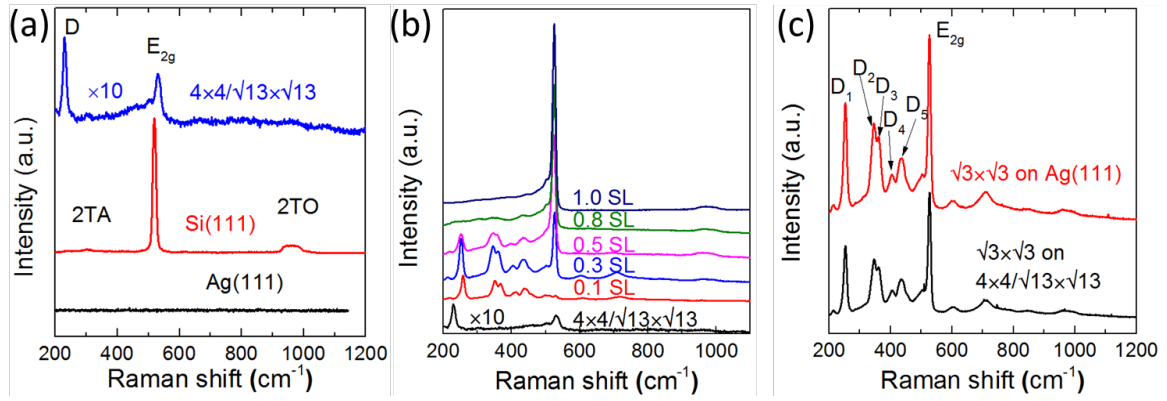 (a)
D
E2g
×10
4×4/√13×√13
2TA
Si(111)
2TO
Ag(111)
Intensity (a.u.)
200 400 600 800 1000 1200
Raman shift (cm-1)
(b)
1.0 SL
0.8 SL
0.5 SL
0.3 SL
0.1 SL
×10
4×4/√13×√13
Intensity (a.u.)
200 400 600 800 1000
Raman shift (cm-1)
(c)
E2g
D1
D2
D3
D4
D5
√3×√3 on Ag(111)
√3×√3 on
4×4/√13×√13
Intensity (a.u.)
200 400 600 800 1000 1200
Raman shift (cm-1)